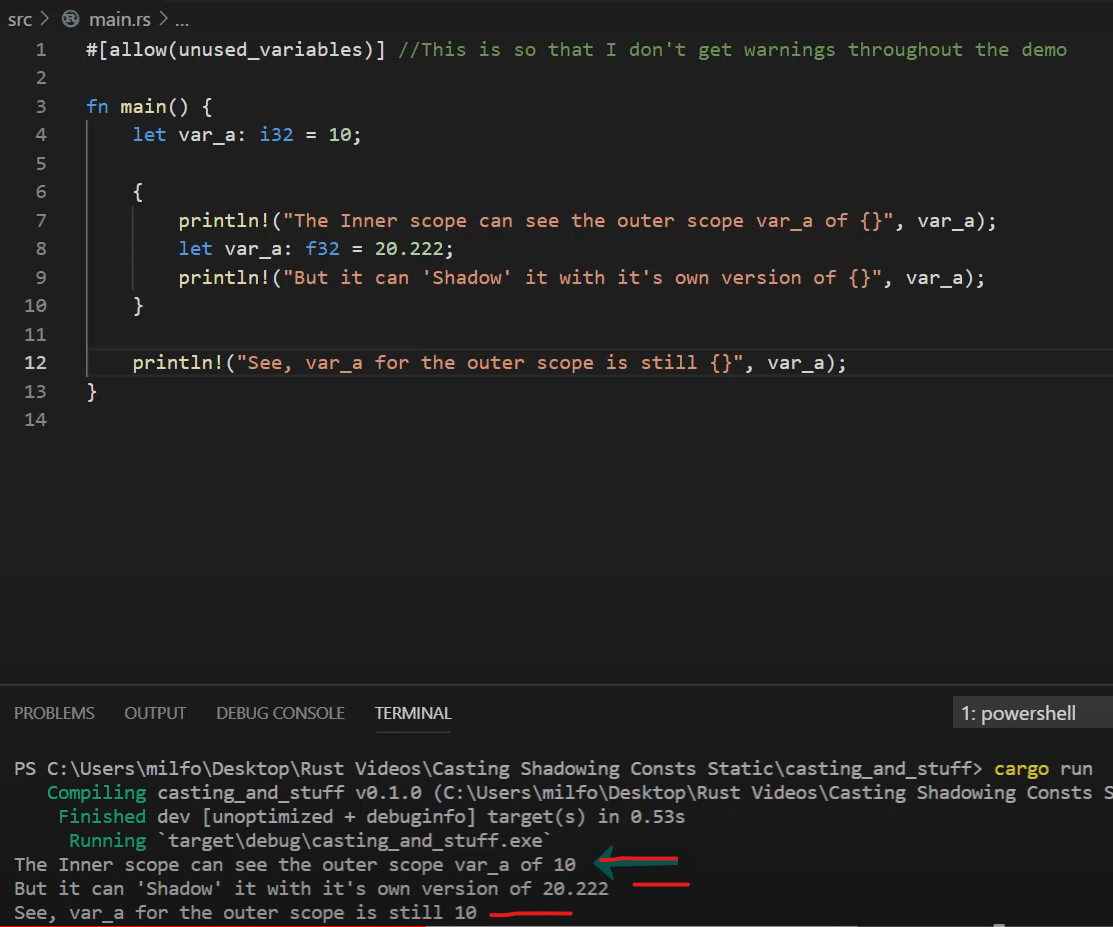 src > main.rs > ...
1 #[allow(unused_variables)] //This is so that I don't get warnings throughout the demo
2
3 fn main() {
4     let var_a: i32 = 10;
5
6     {
7         println!("The Inner scope can see the outer scope var_a of {}", var_a);
8         let var_a: f32 = 20.222;
9         println!("But it can 'Shadow' it with it's own version of {}", var_a);
10     }
11
12     println!("See, var_a for the outer scope is still {}", var_a);
13 }
14
PROBLEMS OUTPUT DEBUG CONSOLE TERMINAL 1: powershell
PS C:\Users\milfo\Desktop\Rust Videos\Casting Shadowing Consts Static\casting_and_stuff> cargo run
   Compiling casting_and_stuff v0.1.0 (C:\Users\milfo\Desktop\Rust Videos\Casting Shadowing Consts S
    Finished dev [unoptimized + debuginfo] target(s) in 0.53s
     Running `target\debug\casting_and_stuff.exe`
The Inner scope can see the outer scope var_a of 10
But it can 'Shadow' it with it's own version of 20.222
See, var_a for the outer scope is still 10